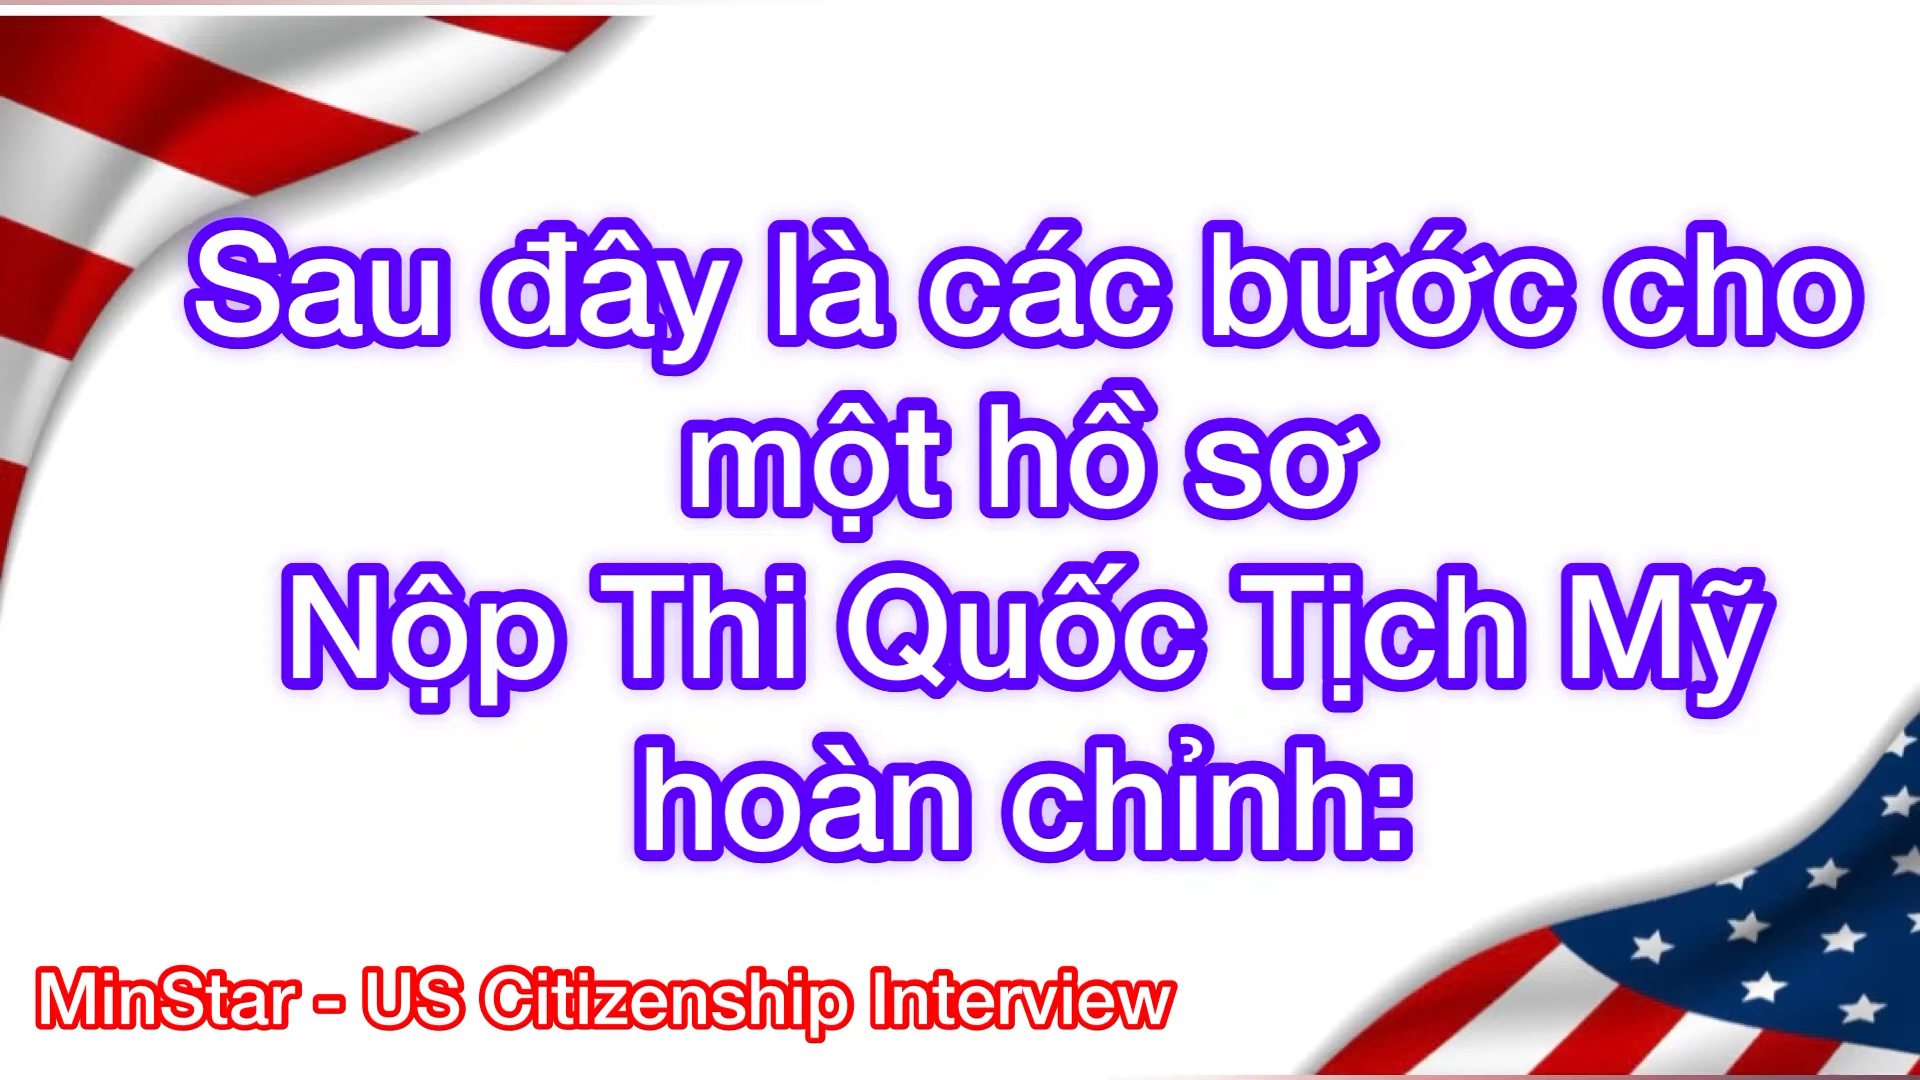 Sau đây là các bước cho
một hồ sơ
Nộp Thi Quốc Tịch Mỹ
hoàn chỉnh:
MinStar - US Citizenship Interview